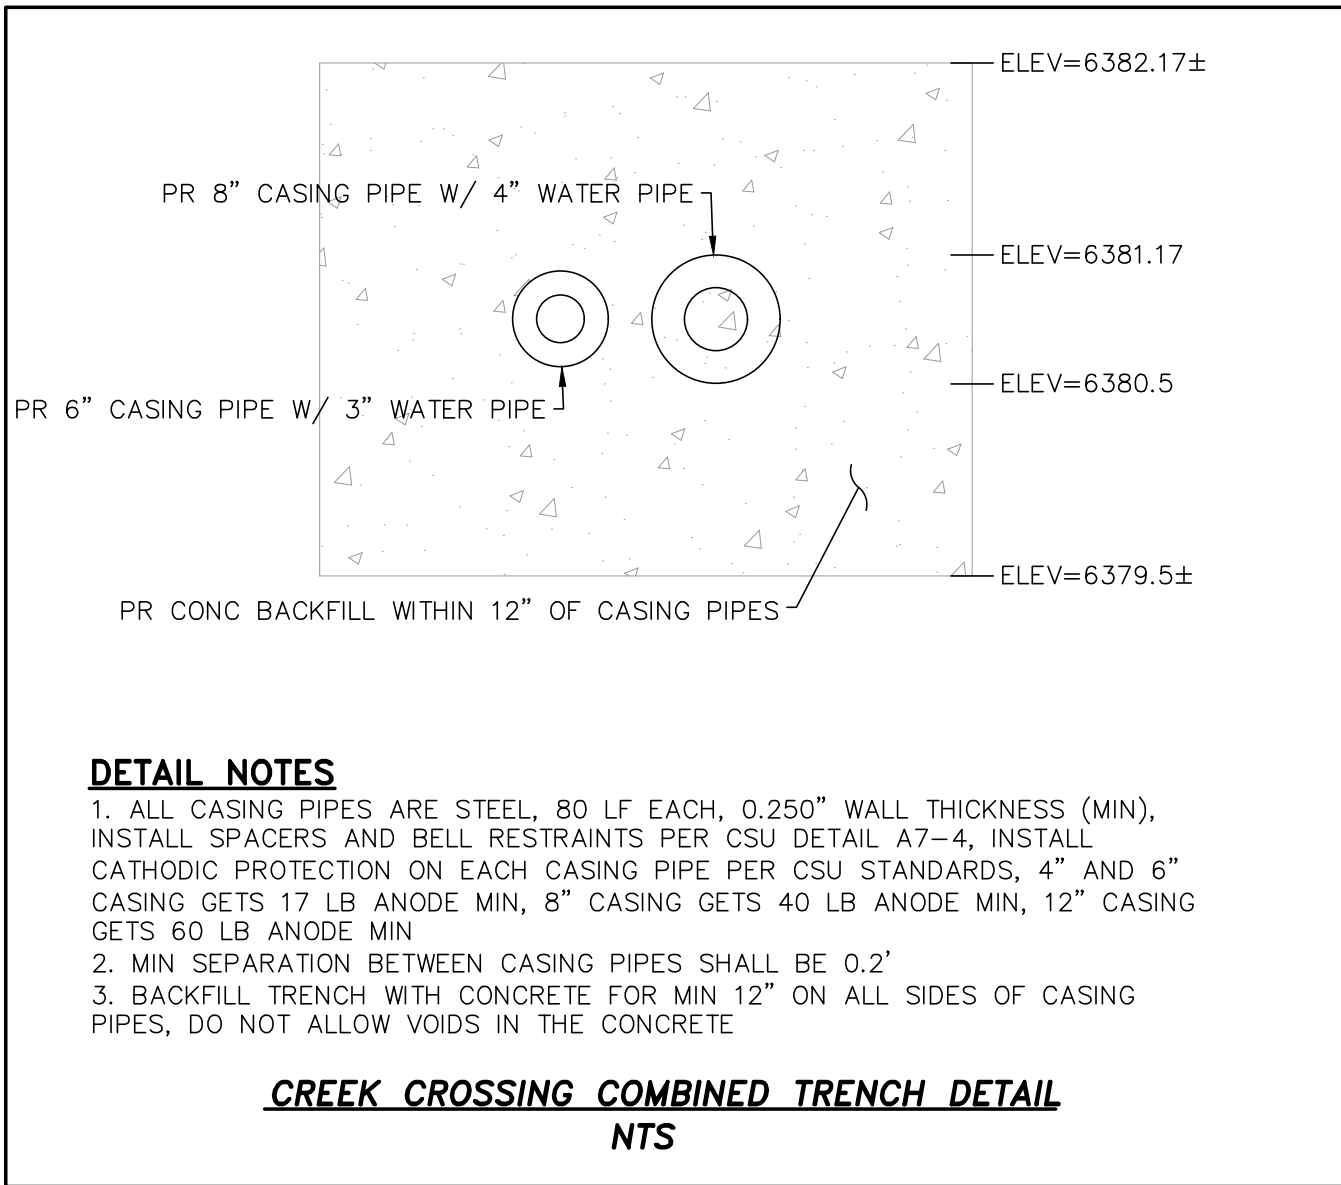 ELEV=6382.17±
PR 8” CASING PIPE W/ 4” WATER PIPE
ELEV=6381.17
ELEV=6380.5
PR 6” CASING PIPE W/ 3” WATER PIPE
ELEV=6379.5±
PR CONC BACKFILL WITHIN 12” OF CASING PIPES
DETAIL NOTES
1. ALL CASING PIPES ARE STEEL, 80 LF EACH, 0.250” WALL THICKNESS (MIN),
INSTALL SPACERS AND BELL RESTRAINTS PER CSU DETAIL A7-4, INSTALL
CATHODIC PROTECTION ON EACH CASING PIPE PER CSU STANDARDS, 4” AND 6”
CASING GETS 17 LB ANODE MIN, 8” CASING GETS 40 LB ANODE MIN, 12” CASING
GETS 60 LB ANODE MIN
2. MIN SEPARATION BETWEEN CASING PIPES SHALL BE 0.2’
3. BACKFILL TRENCH WITH CONCRETE FOR MIN 12” ON ALL SIDES OF CASING
PIPES, DO NOT ALLOW VOIDS IN THE CONCRETE
CREEK CROSSING COMBINED TRENCH DETAIL
NTS